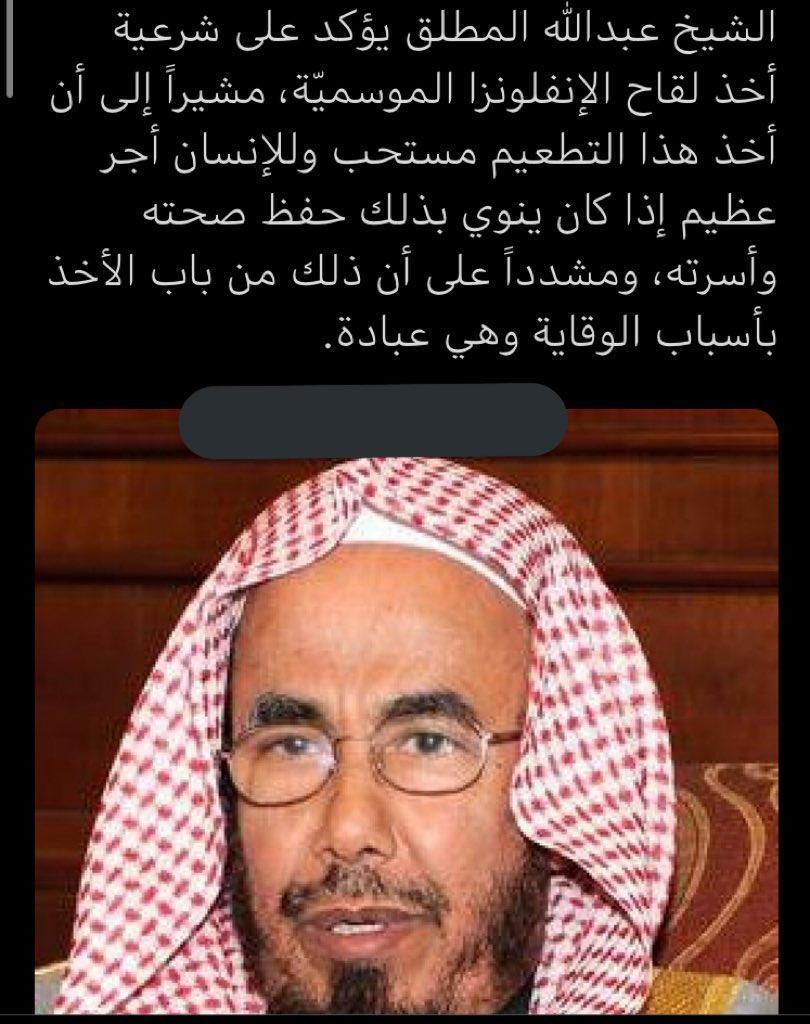 الشيخ عبدالله المطلق يؤكد على شرعية
أخذ لقاح الإنفلونزا الموسميّة، مشيراً إلى أن
أخذ هذا التطعيم مستحب وللإنسان أجر
عظيم إذا كان ينوي بذلك حفظ صحته
وأسرته، ومشدداً على أن ذلك من باب الأخذ
بأسباب الوقاية وهي عبادة.